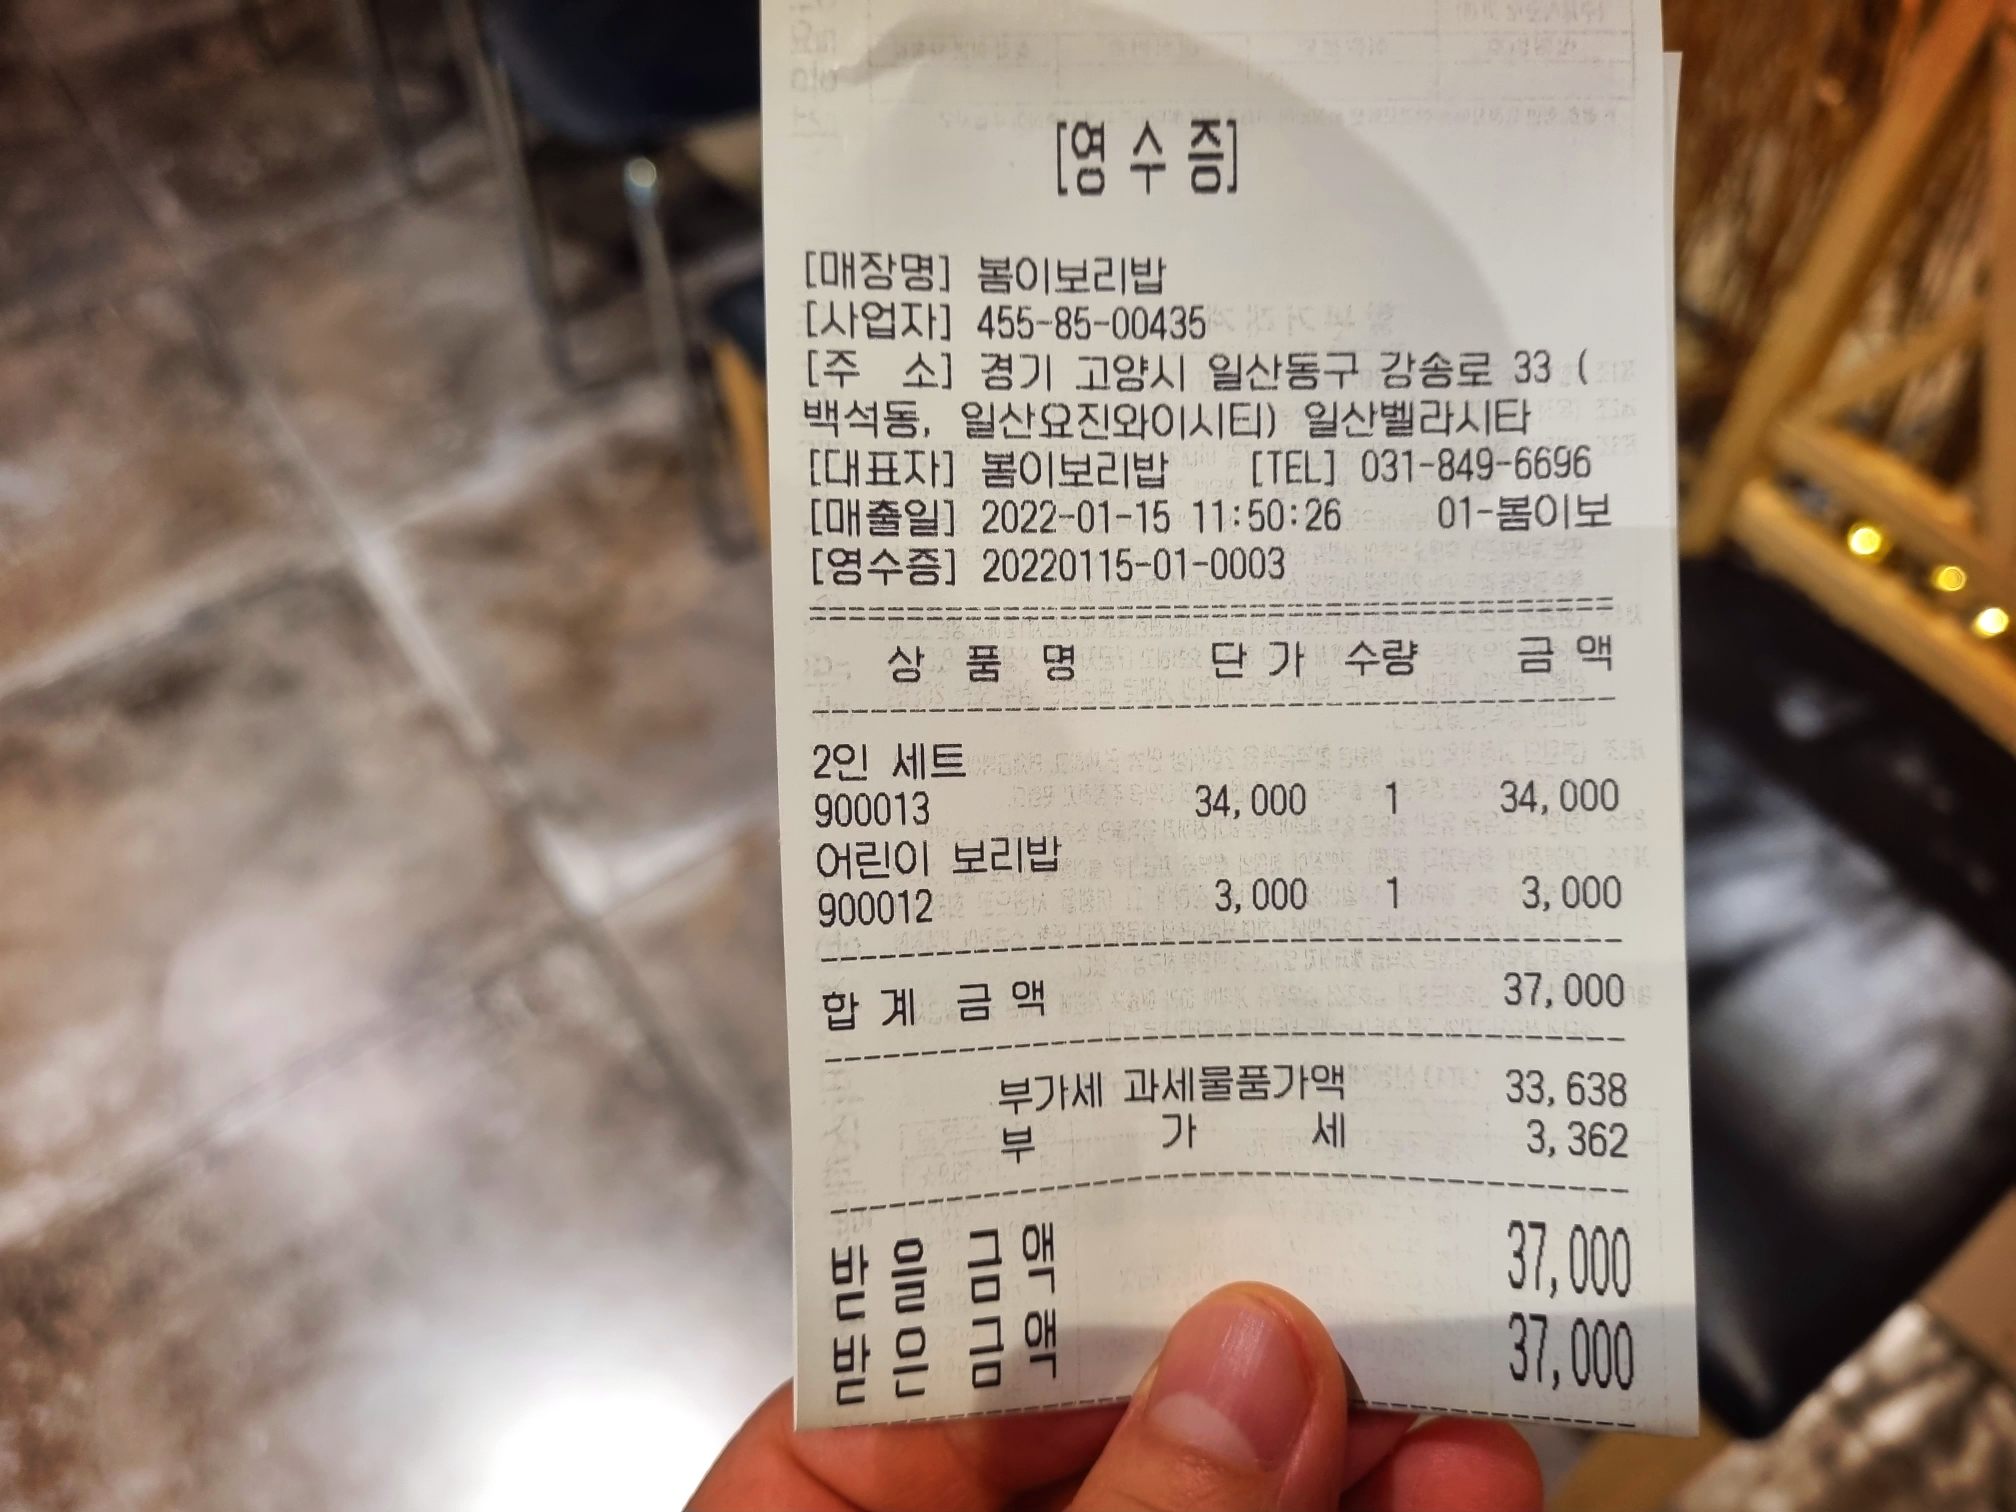 [영수증]
[매장명] 봄이보리밥
[사업자] 455-85-00435
[주 소] 경기 고양시 일산동구 강송로 33 (
백석동, 일산요진와이시티) 일산벨라시타
[대표자] 봄이보리밥 [TEL] 031-849-6696
[매출일] 2022-01-15 11:50:26 01-봄이보
[영수증] 20220115-01-0003
상 품 명 단 가 수량 금 액
2인 세트
900013 34,000 1 34,000
어린이 보리밥
900012 3,000 1 3,000
합 계 금 액 37,000
부가세 과세물품가액 33,638
부 가 세 3,362
받 을 금 액 37,000
받 은 금 액 37,000